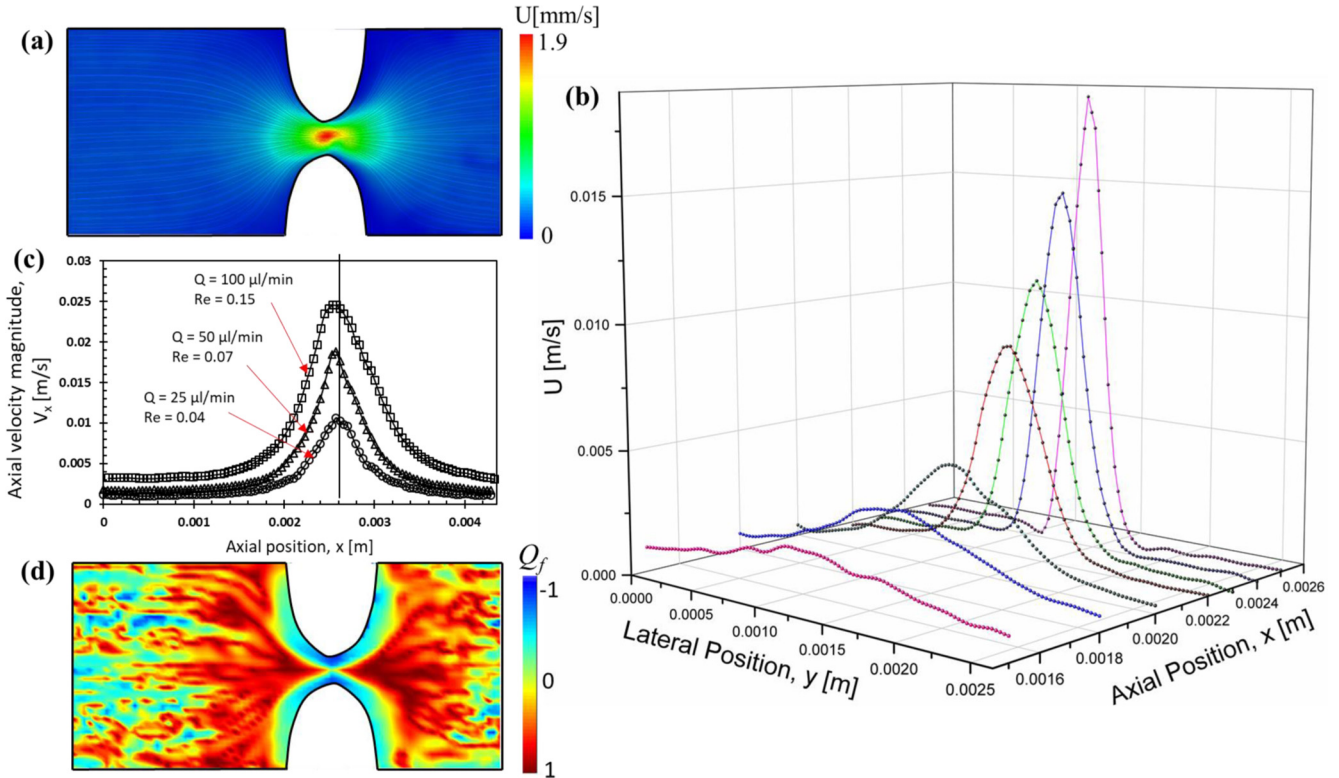 (a)
U[mm/s]
1.9
0
(b)
U [m/s]
0.015
0.010
0.005
0.000
0.0000
0.0005
0.0010
0.0015
0.0020
0.0025
Lateral Position, y [m]
0.0016
0.0018
0.0020
0.0022
0.0024
0.0026
Axial Position, x [m]
(c)
Axial velocity magnitude,
Vₓ [m/s]
0.03
0.025
0.02
0.015
0.01
0.005
0
Q = 100 µl/min
Re = 0.15
Q = 50 µl/min
Re = 0.07
Q = 25 µl/min
Re = 0.04
0
0.001
0.002
0.003
0.004
Axial position, x [m]
(d)
Q_f
-1
0
1